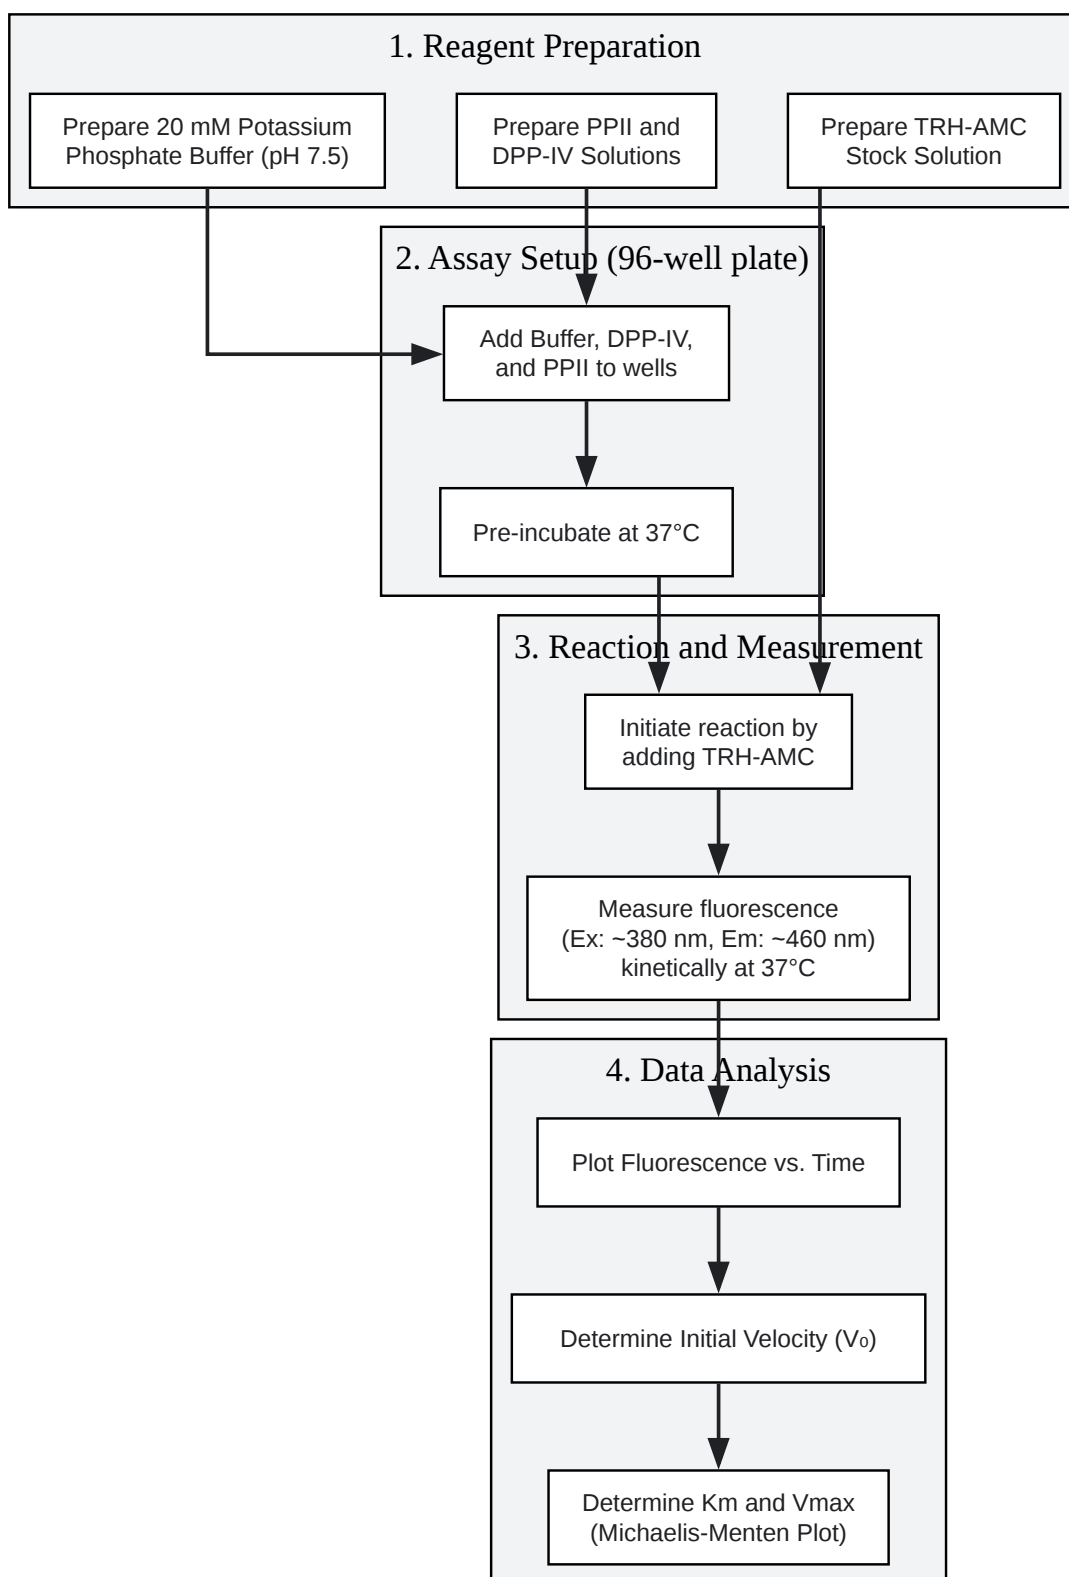 1. Reagent Preparation
Prepare 20 mM Potassium
Phosphate Buffer (pH 7.5)
Prepare PPII and
DPP-IV Solutions
Prepare TRH-AMC
Stock Solution
2. Assay Setup (96-well plate)
Add Buffer, DPP-IV,
and PPII to wells
Pre-incubate at 37°C
3. Reaction and Measurement
Initiate reaction by
adding TRH-AMC
Measure fluorescence
(Ex: ~380 nm, Em: ~460 nm)
kinetically at 37°C
4. Data Analysis
Plot Fluorescence vs. Time
Determine Initial Velocity (V₀)
Determine Km and Vmax
(Michaelis-Menten Plot)